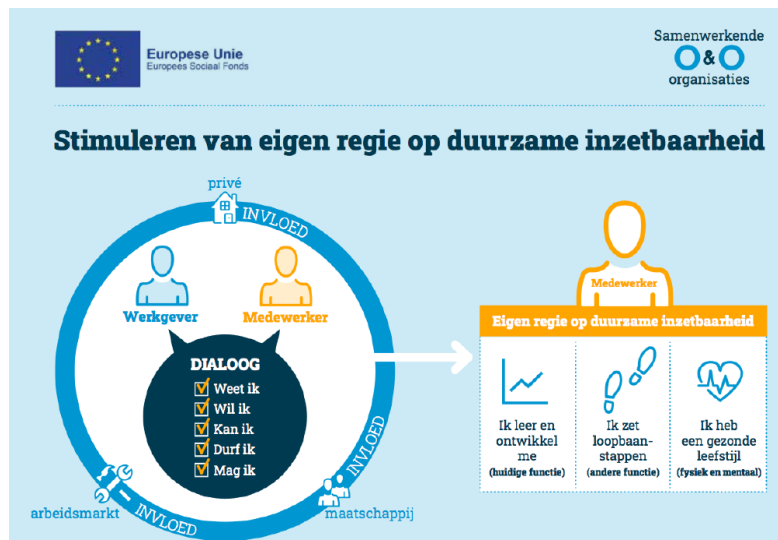 Europese Unie
Europees Sociaal Fonds
Samenwerkende
O&O
organisaties
Stimuleren van eigen regie op duurzame inzetbaarheid
privé
INVLOED
Werkgever
Medewerker
DIALOOG
Weet ik
Wil ik
Kan ik
Durf ik
Mag ik
INVLOED
maatschappij
INVLOED
arbeidsmarkt
Medewerker
Eigen regie op duurzame inzetbaarheid
Ik leer en
ontwikkel
me
(huidige functie)
Ik zet
loopbaan-
stappen
(andere functie)
Ik heb
een gezonde
leefstijl
(fysiek en mentaal)